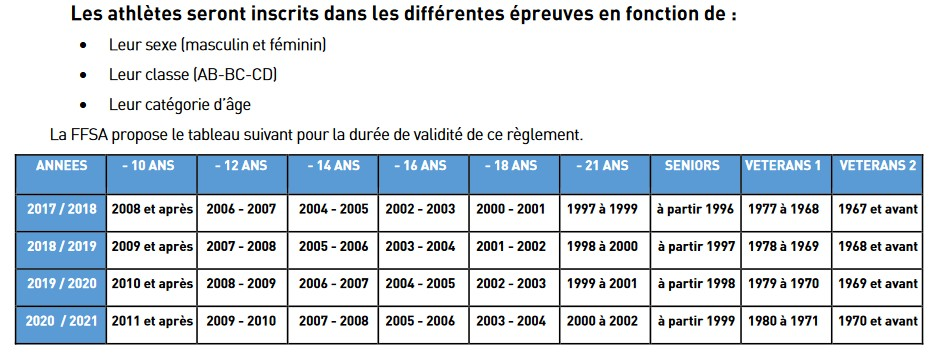 Les athlètes seront inscrits dans les différentes épreuves en fonction de :
• Leur sexe (masculin et féminin)
• Leur classe (AB-BC-CD)
• Leur catégorie d'âge
La FFSA propose le tableau suivant pour la durée de validité de ce règlement.
ANNEES - 10 ANS - 12 ANS - 14 ANS - 16 ANS - 18 ANS - 21 ANS SENIORS VETERANS 1 VETERANS 2
2017 / 2018 2008 et après 2006 - 2007 2004 - 2005 2002 - 2003 2000 - 2001 1997 à 1999 à partir 1996 1977 à 1968 1967 et avant
2018 / 2019 2009 et après 2007 - 2008 2005 - 2006 2003 - 2004 2001 - 2002 1998 à 2000 à partir 1997 1978 à 1969 1968 et avant
2019 / 2020 2010 et après 2008 - 2009 2006 - 2007 2004 - 2005 2002 - 2003 1999 à 2001 à partir 1998 1979 à 1970 1969 et avant
2020 / 2021 2011 et après 2009 - 2010 2007 - 2008 2005 - 2006 2003 - 2004 2000 à 2002 à partir 1999 1980 à 1971 1970 et avant